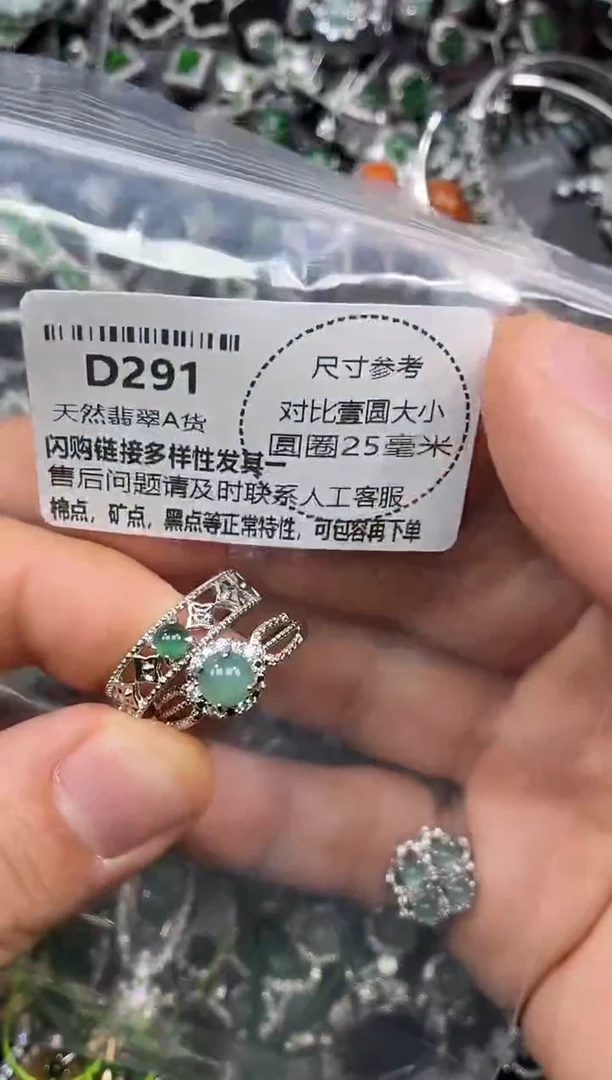 D291
尺寸参考
天然翡翠A货
对比壹圆大小
圆圈25毫米
闪购链接多样性发其一
售后问题请及时联系人工客服
棉点，矿点，黑点等正常特性，可包容再下单